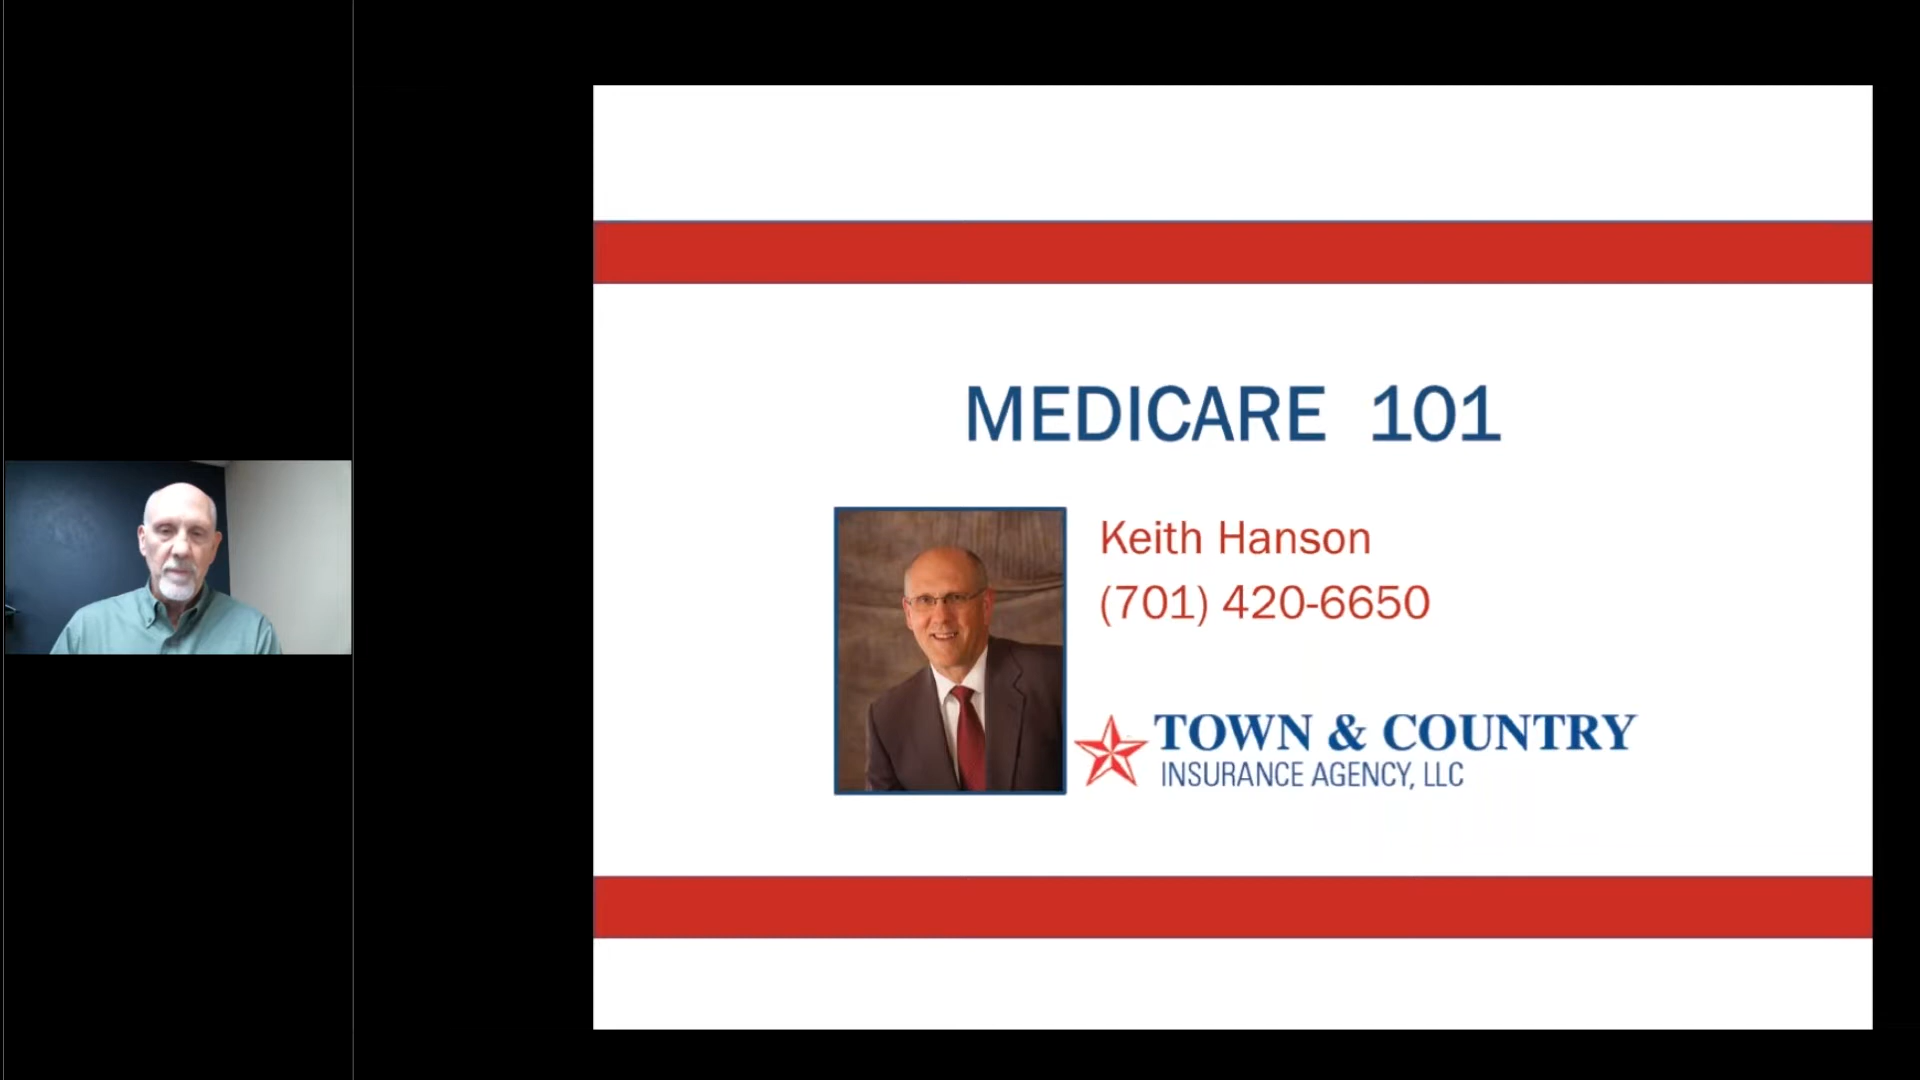 MEDICARE 101
Keith Hanson
(701) 420-6650
TOWN & COUNTRY
INSURANCE AGENCY, LLC